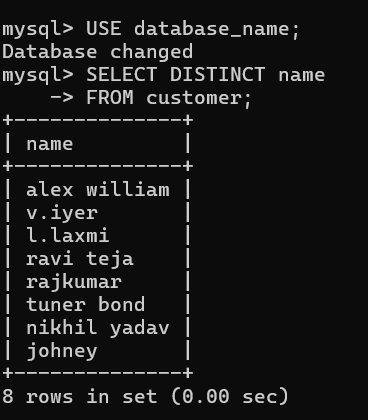 mysql> USE database_name;
Database changed
mysql> SELECT DISTINCT name
    -> FROM customer;
+--------------+
| name         |
+--------------+
| alex william |
| v.iyer       |
| l.laxmi      |
| ravi teja    |
| rajkumar     |
| tuner bond   |
| nikhil yadav |
| johney       |
+--------------+
8 rows in set (0.00 sec)